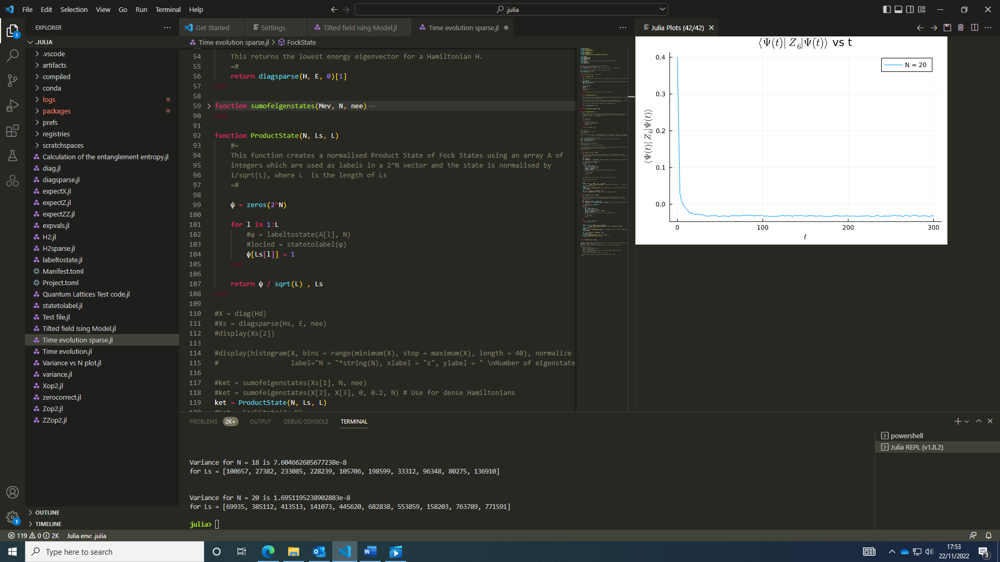 File Edit Selection View Go Run Terminal Help
.julia
EXPLORER
Get Started
Settings
Tilted field Ising Model.jl
Time evolution sparse.jl
Julia Plots (42/42)
JULIA
.vscode
artifacts
compiled
conda
logs
packages
prefs
registries
scratchspaces
Calculation of the entanglement entropy.jl
diag.jl
diagsparse.jl
expectX.jl
expectZ.jl
expectZZ.jl
expvals.jl
H2.jl
H2sparse.jl
labeltostate.jl
Manifest.toml
Project.toml
Quantum Lattices Test code.jl
statetolabel.jl
Test file.jl
Tilted field Ising Model.jl
Time evolution sparse.jl
Time evolution.jl
Variance vs N plot.jl
variance.jl
Xop2.jl
zerocorrect.jl
Zop2.jl
ZZop2.jl
OUTLINE
TIMELINE
Time evolution sparse.jl > FockState
54 This returns the lowest energy eigenvector for a Hamiltonian H.
55 =#
56 return diagsparse(H, E, 0)[1]
57 end
58
59 function sumofeigenstates(Mev, N, nee)···
90 end
91
92 function ProductState(N, Ls, L)
93 #=
94 This function creates a normalised Product State of Fock States using an array A of
95 integers which are used as labels in a 2^N vector and the state is normalised by
96 1/sqrt(L), where L  is the length of Ls
97 =#
98
99 ψ = zeros(2^N)
100
101 for l in 1:L
102 #φ = labeltostate(A[l], N)
103 #locind = statetolabel(φ)
104 ψ[Ls[l]] = 1
105 end
106
107 return ψ / sqrt(L) , Ls
108 end
109
110 #X = diag(Hd)
111 #Xs = diagsparse(Hs, E, nee)
112 #display(Xs[2])
113
114 #display(histogram(X, bins = range(minimum(X), stop = maximum(X), length = 40), normalize =
115 # label="N = "*string(N), xlabel = "ε", ylabel = " \nNumber of eigenstates
116
117 #ket = sumofeigenstates(Xs[1], N, nee)
118 #ket = sumofeigenstates(X[2], X[3], 0, 0.2, N) # Use for dense Hamiltonians
119 ket = ProductState(N, Ls, L)
⟨Ψ(t)| Z₆|Ψ(t)⟩ vs t
N = 20
0.4
0.3
0.2
0.1
0.0
⟨Ψ(t)| Z₆|Ψ(t)⟩
0 100 200 300
t
PROBLEMS 2K+ OUTPUT DEBUG CONSOLE TERMINAL
powershell
Julia REPL (v1.8.2)
Variance for N = 18 is 7.604662685677238e-8
for Ls = [100657, 27382, 233085, 228239, 105706, 198599, 33312, 96348, 80275, 136910]
Variance for N = 20 is 1.6951195238902883e-8
for Ls = [69935, 385112, 413513, 141073, 445620, 682838, 553859, 158203, 763789, 771591]
julia>
1
1
119 0 2K Julia env: .julia
Type here to search
17:53
22/11/2022
3